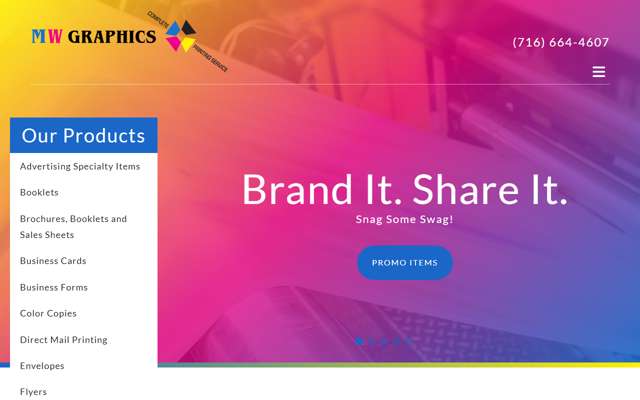 MW GRAPHICS
COMPLETE
PRINTING SERVICE
(716) 664-4607
Our Products
Advertising Specialty Items
Booklets
Brochures, Booklets and
Sales Sheets
Business Cards
Business Forms
Color Copies
Direct Mail Printing
Envelopes
Flyers
Brand It. Share It.
Snag Some Swag!
PROMO ITEMS